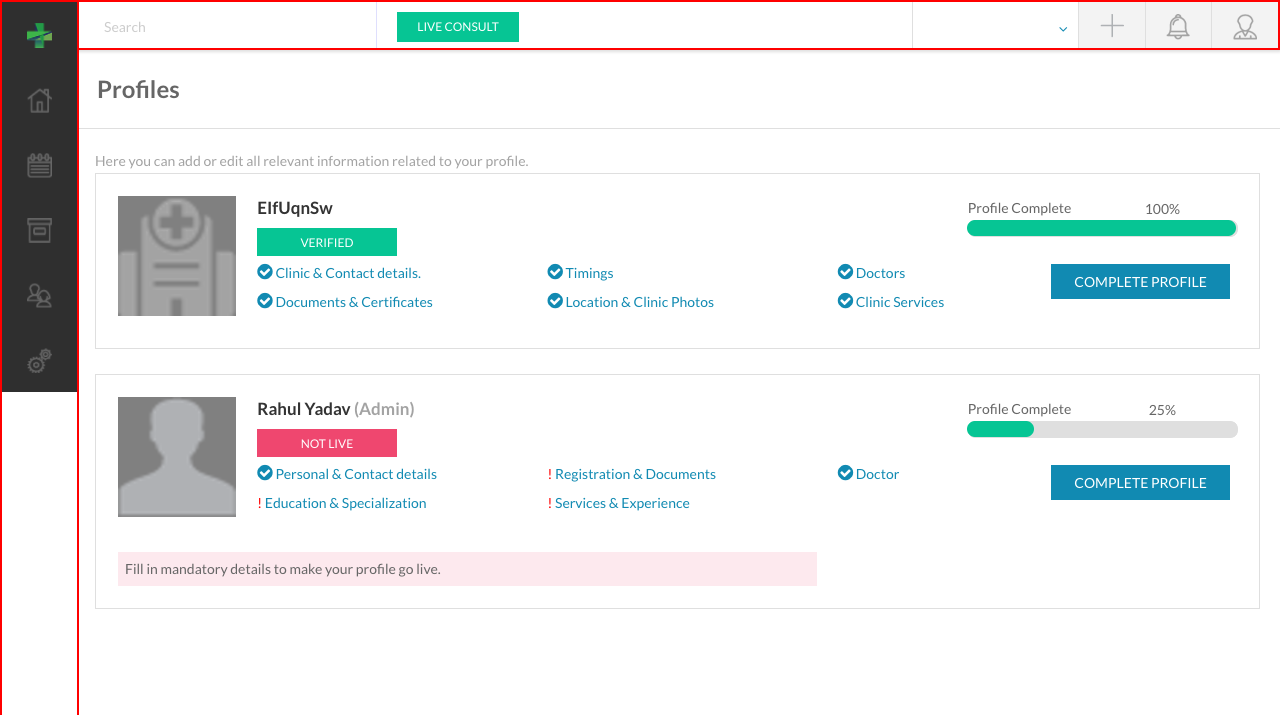 Search
LIVE CONSULT
Profiles
Here you can add or edit all relevant information related to your profile.
EIfUqnSw
Profile Complete 100%
VERIFIED
Clinic & Contact details. Timings Doctors
COMPLETE PROFILE
Documents & Certificates Location & Clinic Photos Clinic Services
Rahul Yadav (Admin)
Profile Complete 25%
NOT LIVE
Personal & Contact details ! Registration & Documents Doctor
COMPLETE PROFILE
! Education & Specialization ! Services & Experience
Fill in mandatory details to make your profile go live.